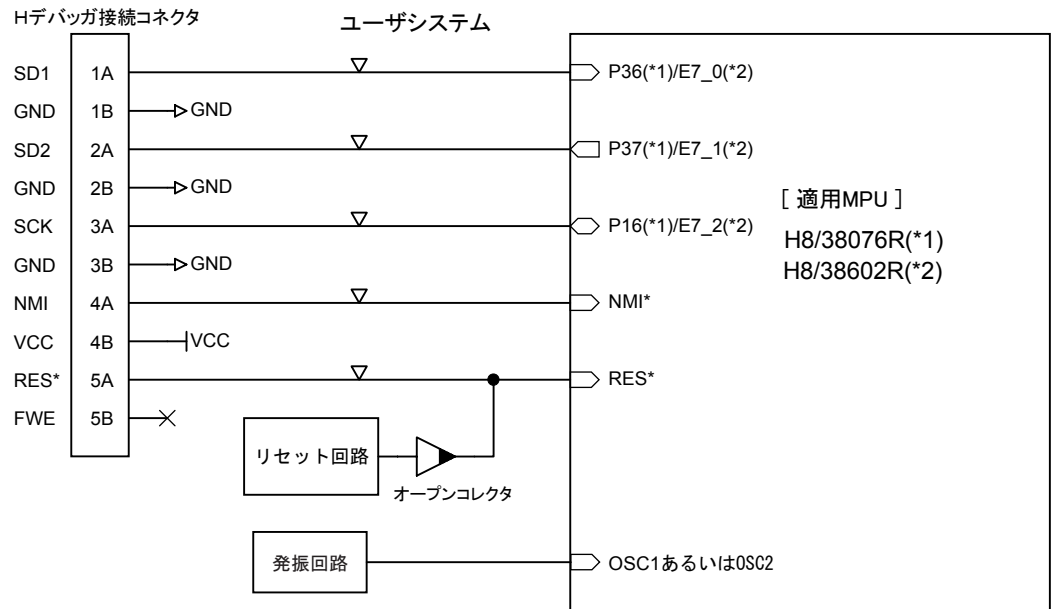 Hデバッガ接続コネクタ
ユーザシステム
SD1 1A P36(*1)/E7_0(*2)
GND 1B GND
SD2 2A P37(*1)/E7_1(*2)
GND 2B GND
[ 適用MPU ]
SCK 3A P16(*1)/E7_2(*2)
H8/38076R(*1)
GND 3B GND
H8/38602R(*2)
NMI 4A NMI*
VCC 4B VCC
RES* 5A RES*
FWE 5B
リセット回路
オープンコレクタ
発振回路 OSC1あるいはOSC2